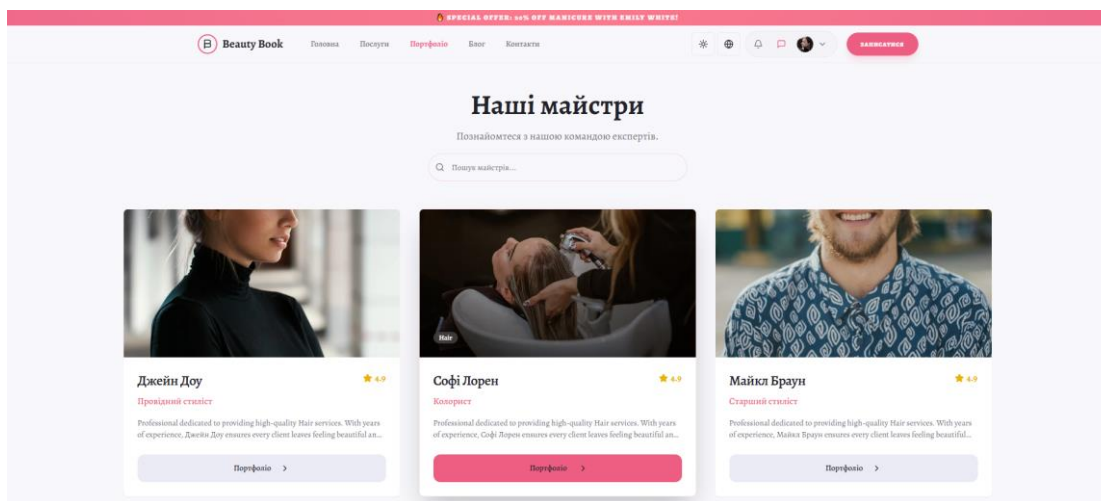 🔥 SPECIAL OFFER: 20% OFF MANICURE WITH EMILY WHITE!
B Beauty Book Головна Послуги Портфоліо Блог Контакти ЗАПИСАТИСЯ
Наші майстри
Познайомтеся з нашою командою експертів.
Пошук майстрів...
Hair
Джейн Доу 4.9
Провідний стиліст
Professional dedicated to providing high-quality Hair services. With years
of experience, Джейн Доу ensures every client leaves feeling beautiful an...
Портфоліо >
Софі Лорен 4.9
Колорист
Professional dedicated to providing high-quality Hair services. With years
of experience, Софі Лорен ensures every client leaves feeling beautiful an...
Портфоліо >
Майкл Браун 4.9
Старший стиліст
Professional dedicated to providing high-quality Hair services. With years
of experience, Майкл Браун ensures every client leaves feeling beautiful...
Портфоліо >